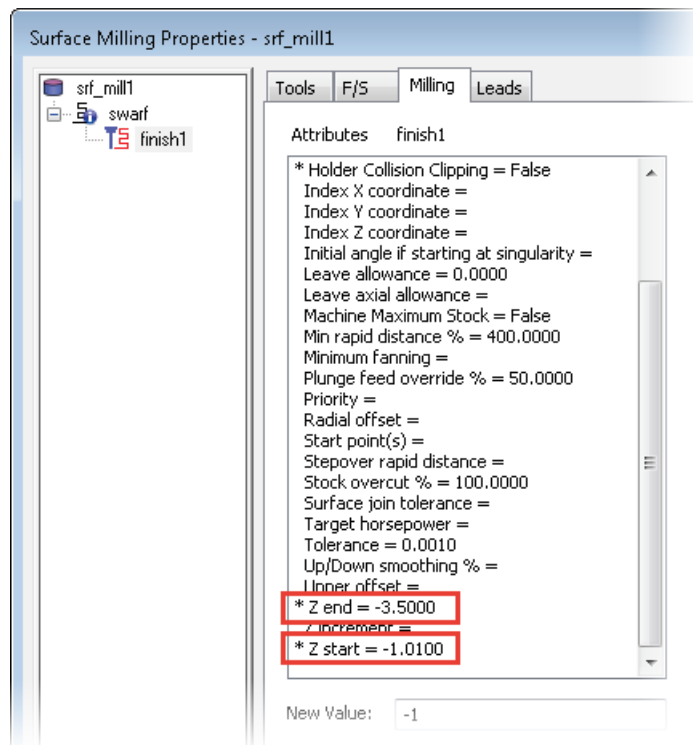 Surface Milling Properties - srf_mill1
srf_mill1
swarf
finish1
Tools F/S Milling Leads
Attributes finish1
* Holder Collision Clipping = False
Index X coordinate =
Index Y coordinate =
Index Z coordinate =
Initial angle if starting at singularity =
Leave allowance = 0.0000
Leave axial allowance =
Machine Maximum Stock = False
Min rapid distance % = 400.0000
Minimum fanning =
Plunge feed override % = 50.0000
Priority =
Radial offset =
Start point(s) =
Stepover rapid distance =
Stock overcut % = 100.0000
Surface join tolerance =
Target horsepower =
Tolerance = 0.0010
Up/Down smoothing % =
Upper offset =
* Z end = -3.5000
Z increment =
* Z start = -1.0100
New Value: -1